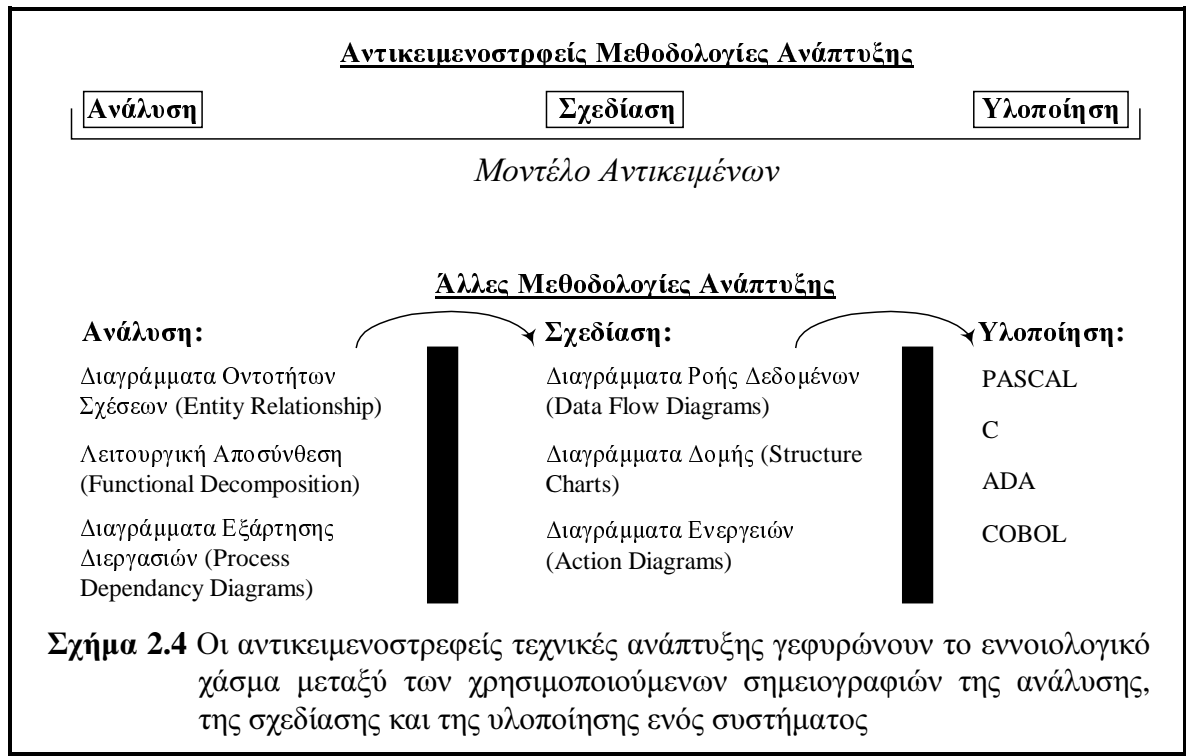 Αντικειμενοστρφείς Μεθοδολογίες Ανάπτυξης
Ανάλυση
Σχεδίαση
Υλοποίηση
Μοντέλο Αντικειμένων
Άλλες Μεθοδολογίες Ανάπτυξης
Ανάλυση:
Διαγράμματα Οντοτήτων
Σχέσεων (Entity Relationship)
Λειτουργική Αποσύνθεση
(Functional Decomposition)
Διαγράμματα Εξάρτησης
Διεργασιών (Process
Dependancy Diagrams)
Σχεδίαση:
Διαγράμματα Ροής Δεδομένων
(Data Flow Diagrams)
Διαγράμματα Δομής (Structure
Charts)
Διαγράμματα Ενεργειών
(Action Diagrams)
Υλοποίηση:
PASCAL
C
ADA
COBOL
Σχήμα 2.4 Οι αντικειμενοστρεφείς τεχνικές ανάπτυξης γεφυρώνουν το εννοιολογικό
χάσμα μεταξύ των χρησιμοποιούμενων σημειογραφιών της ανάλυσης,
της σχεδίασης και της υλοποίησης ενός συστήματος